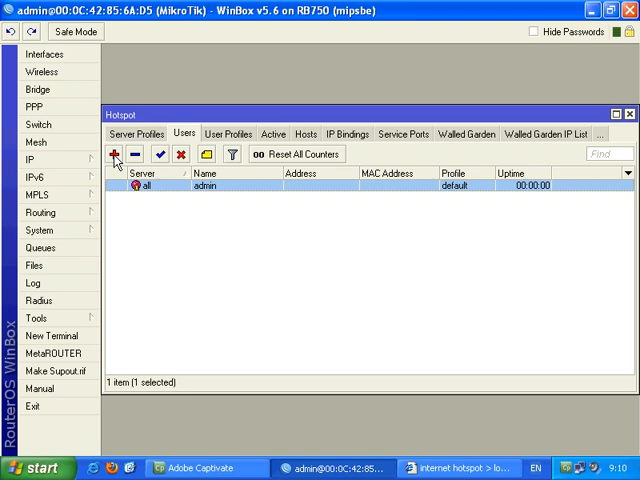 admin@00:0C:42:85:6A:D5 (MikroTik) - WinBox v5.6 on RB750 (mipsbe)
Safe Mode
Hide Passwords
Interfaces
Wireless
Bridge
PPP
Switch
Mesh
IP
IPv6
MPLS
Routing
System
Queues
Files
Log
Radius
Tools
New Terminal
MetaROUTER
Make Supout.rif
Manual
Exit
RouterOS WinBox
Hotspot
Server Profiles Users User Profiles Active Hosts IP Bindings Service Ports Walled Garden Walled Garden IP List ...
00 Reset All Counters Find
Server Name Address MAC Address Profile Uptime
all admin default 00:00:00
1 item (1 selected)
start Adobe Captivate admin@00:0C:42:85... internet hotspot > lo... EN 9:10